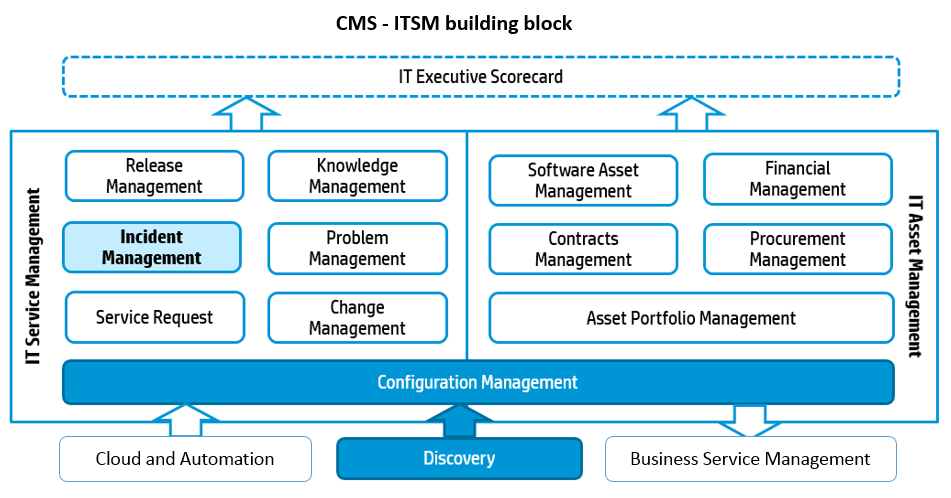 CMS - ITSM building block
IT Executive Scorecard
IT Service Management
Release
Management
Knowledge
Management
Incident
Management
Problem
Management
Service Request
Change
Management
Software Asset
Management
Financial
Management
Contracts
Management
Procurement
Management
Asset Portfolio Management
IT Asset Management
Configuration Management
Cloud and Automation
Discovery
Business Service Management